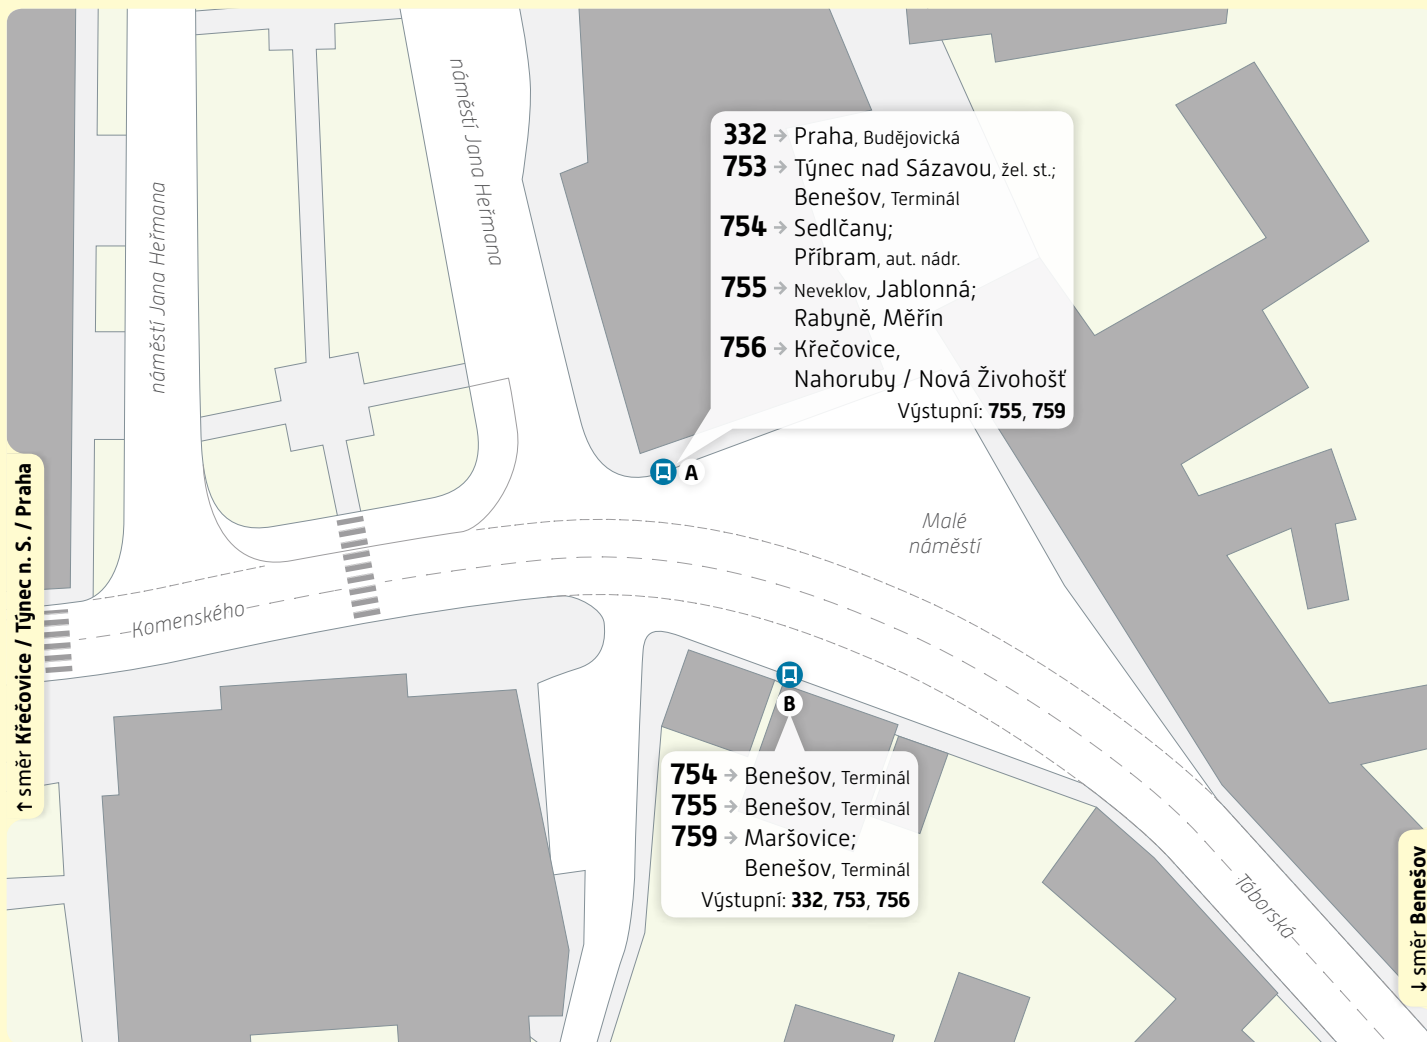 náměstí Jana Heřmana
náměstí Jana Heřmana
332 → Praha, Budějovická
753 → Týnec nad Sázavou, žel. st.;
Benešov, Terminál
754 → Sedlčany;
Příbram, aut. nádr.
755 → Neveklov, Jablonná;
Rabyně, Měřín
756 → Křečovice,
Nahoruby / Nová Živohošť
Výstupní: 755, 759
A
Malé
náměstí
↑ směr Křečovice / Týnec n. S. / Praha
Komenského
B
754 → Benešov, Terminál
755 → Benešov, Terminál
759 → Maršovice;
Benešov, Terminál
Výstupní: 332, 753, 756
Táborská
↓ směr Benešov